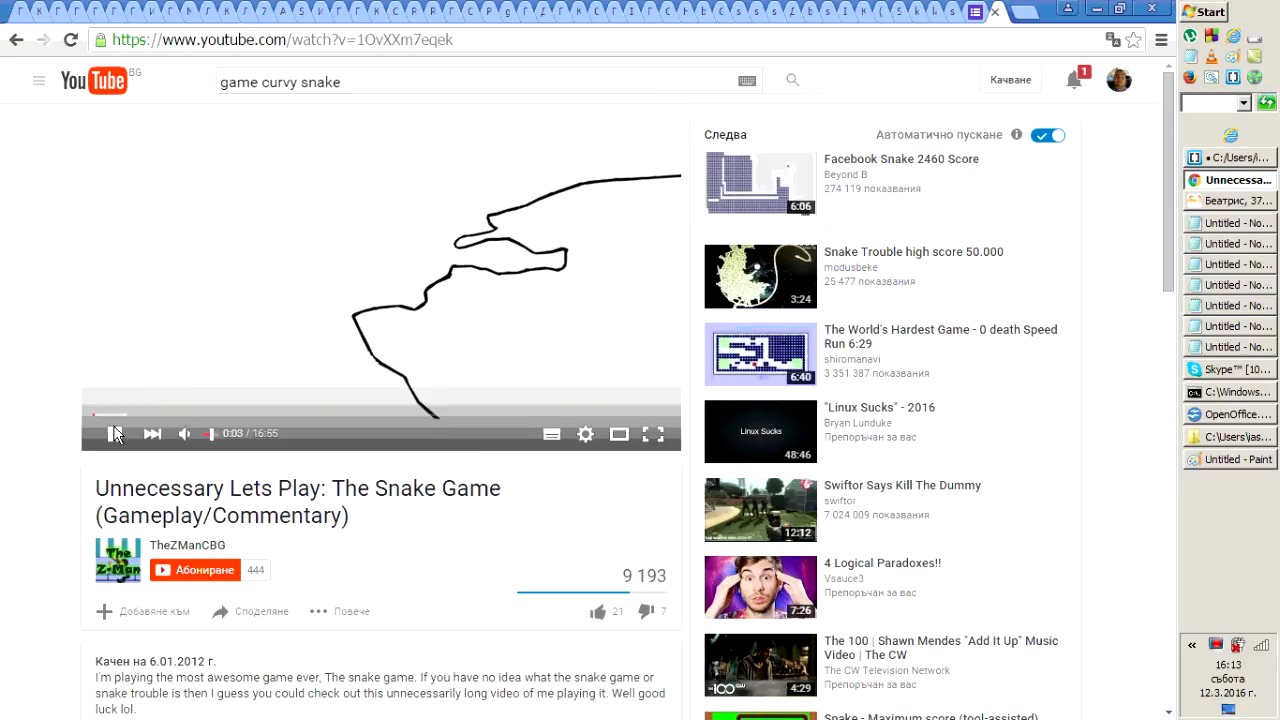 Start
https://www.youtube.com/watch?v=1OvXXm7eqek
YouTube BG
game curvy snake
Качване
1
Следва
Автоматично пускане
Facebook Snake 2460 Score
Beyond B
274 119 показвания
6:06
Snake Trouble high score 50.000
modusbeke
25 477 показвания
3:24
The World's Hardest Game - 0 death Speed
Run 6:29
shiromanavi
3 351 387 показвания
6:40
"Linux Sucks" - 2016
Bryan Lunduke
Препоръчан за вас
Linux Sucks
48:46
Swiftor Says Kill The Dummy
swiftor
7 024 009 показвания
12:12
4 Logical Paradoxes!!
Vsauce3
Препоръчан за вас
7:26
The 100 | Shawn Mendes "Add It Up" Music
Video | The CW
The CW Television Network
Препоръчан за вас
100
4:29
Snake - Maximum score (tool-assisted)
0:03 / 16:55
Unnecessary Lets Play: The Snake Game
(Gameplay/Commentary)
The
Z-Man
TheZManCBG
Абониране
444
9 193
Добавяне към
Споделяне
Повече
21
7
Качен на 6.01.2012 г.
I'm playing the most awesome game ever, The snake game. If you have no idea what the snake game or
snake trouble is then I guess you could check out this unnecessarily long video of me playing it. Well good
luck lol.
C:/Users/i...
Unnecessa...
Беатрис, 37...
Untitled - No...
Untitled - No...
Untitled - No...
Untitled - No...
Untitled - No...
Untitled - No...
Untitled - No...
Skype™ [10...
C:\Windows...
OpenOffice....
C:\Users\ias...
Untitled - Paint
16:13
събота
12.3.2016 г.